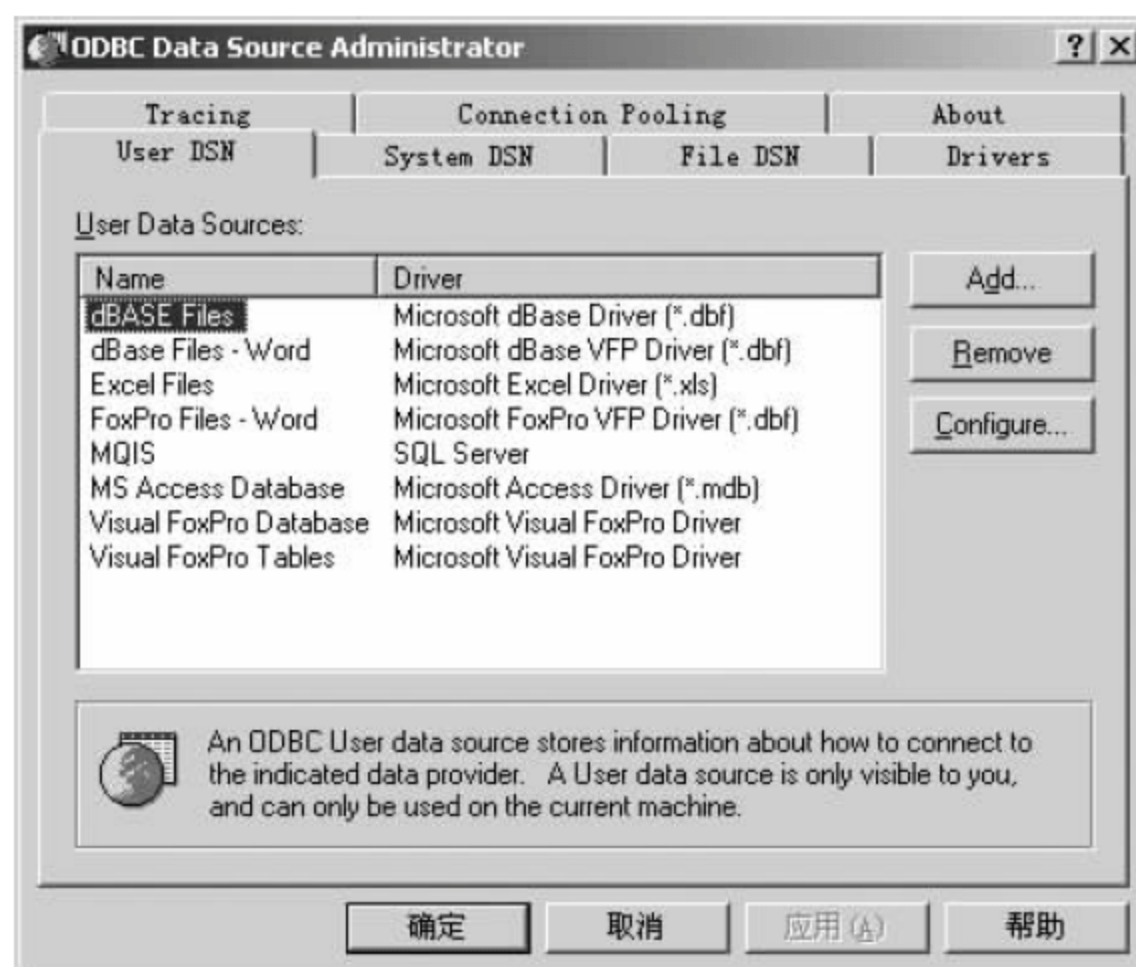 ODBC Data Source Administrator
Tracing Connection Pooling About
User DSN System DSN File DSN Drivers
User Data Sources:
Name Driver
dBASE Files Microsoft dBase Driver (*.dbf)
dBase Files - Word Microsoft dBase VFP Driver (*.dbf)
Excel Files Microsoft Excel Driver (*.xls)
FoxPro Files - Word Microsoft FoxPro VFP Driver (*.dbf)
MQIS SQL Server
MS Access Database Microsoft Access Driver (*.mdb)
Visual FoxPro Database Microsoft Visual FoxPro Driver
Visual FoxPro Tables Microsoft Visual FoxPro Driver
Add...
Remove
Configure...
An ODBC User data source stores information about how to connect to
the indicated data provider. A User data source is only visible to you,
and can only be used on the current machine.
确定 取消 应用(A) 帮助